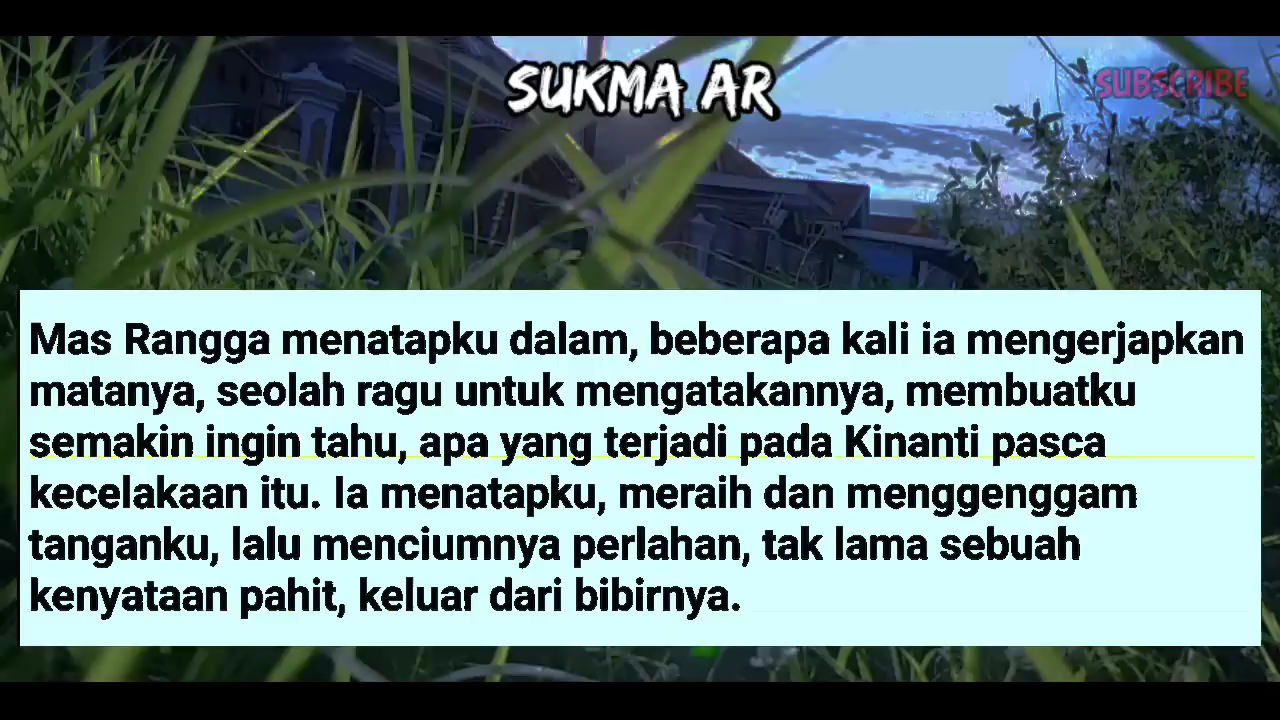 SUKMA AR
SUBSCRIBE
Mas Rangga menatapku dalam, beberapa kali ia mengerjapkan
matanya, seolah ragu untuk mengatakannya, membuatku
semakin ingin tahu, apa yang terjadi pada Kinanti pasca
kecelakaan itu. Ia menatapku, meraih dan menggenggam
tanganku, lalu menciumnya perlahan, tak lama sebuah
kenyataan pahit, keluar dari bibirnya.